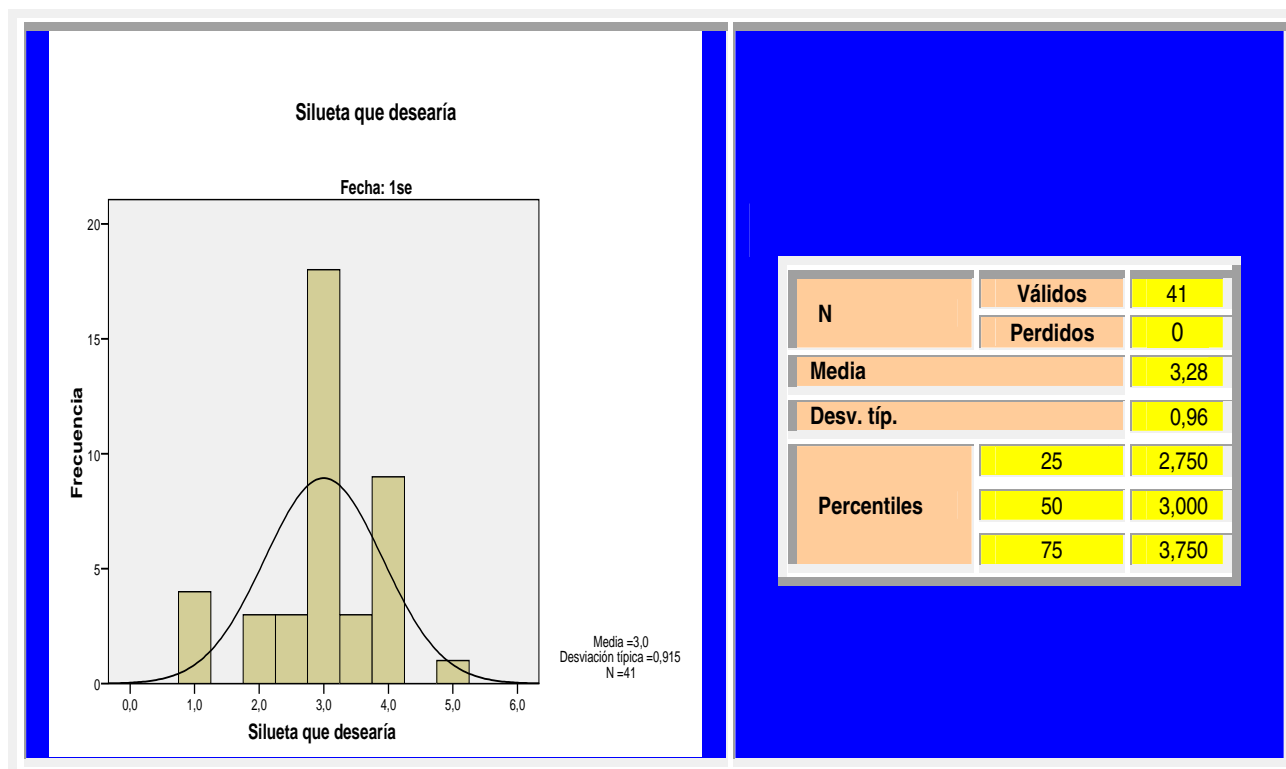 Silueta que desearía
Fecha: 1se
20
15
10
5
0
Frecuencia
0,0 1,0 2,0 3,0 4,0 5,0 6,0
Silueta que desearía
Media =3,0
Desviación típica =0,915
N =41
N Válidos 41
Perdidos 0
Media 3,28
Desv. típ. 0,96
Percentiles 25 2,750
50 3,000
75 3,750